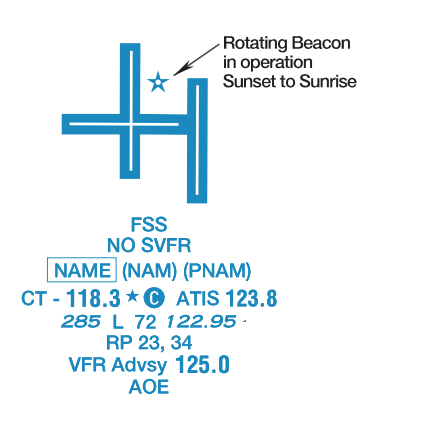 Rotating Beacon
in operation
Sunset to Sunrise
FSS
NO SVFR
NAME (NAM) (PNAM)
CT - 118.3 ★ C ATIS 123.8
285 L 72 122.95
RP 23, 34
VFR Advsy 125.0
AOE